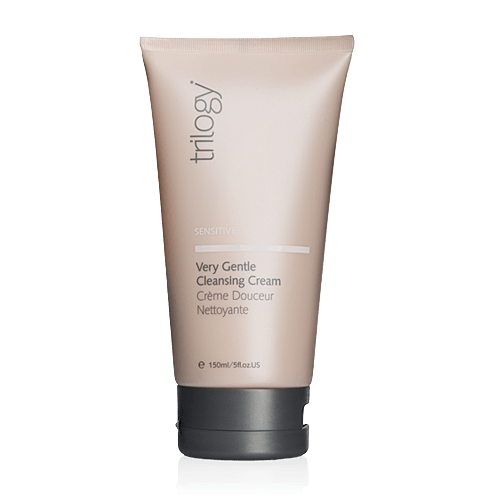 trilogy
SENSITIVE
Very Gentle
Cleansing Cream
Crème Douceur
Nettoyante
℮ 150ml/5fl.oz.US